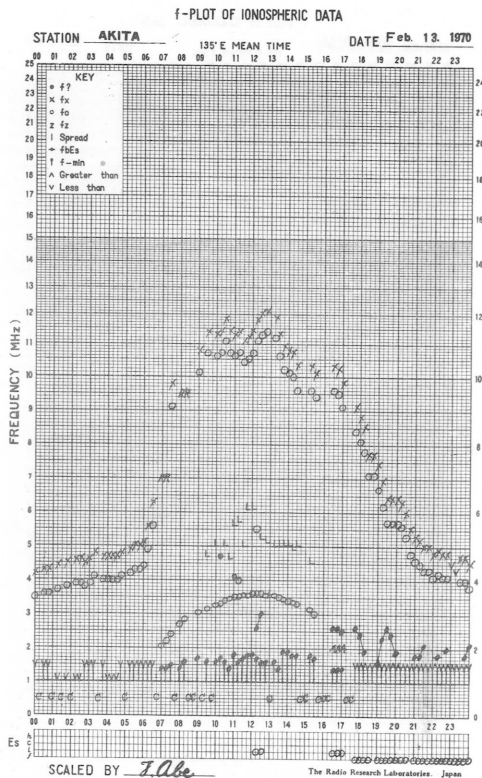 f-PLOT OF IONOSPHERIC DATA
STATION AKITA 135°E MEAN TIME DATE Feb. 13. 1970
00 01 02 03 04 05 06 07 08 09 10 11 12 13 14 15 16 17 18 19 20 21 22 23
KEY
f?
x fx
o fo
z fz
| Spread
fbEs
f-min
∧ Greater than
∨ Less than
FREQUENCY (MHz)
25
24
23
22
21
20
19
18
17
16
15
14
13
12
11
10
9
8
7
6
5
4
3
2
1
0
00 01 02 03 04 05 06 07 08 09 10 11 12 13 14 15 16 17 18 19 20 21 22 23
Es
SCALED BY J. Abe
The Radio Research Laboratories. Japan